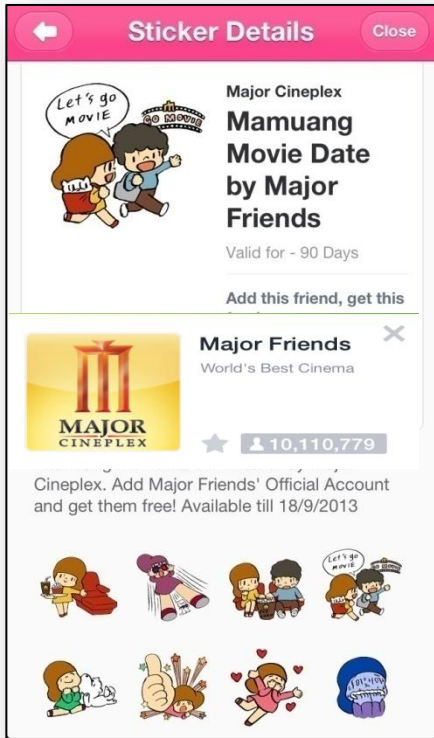 Sticker Details
Close
Let's go
MOVIE
GO MOVIE
Major Cineplex
Mamuang
Movie Date
by Major
Friends
Valid for - 90 Days
Add this friend, get this
Major Friends
World's Best Cinema
MAJOR
CINEPLEX
10,110,779
Cineplex. Add Major Friends' Official Account
and get them free! Available till 18/9/2013
Let's go
MOVIE
GO MOVIE